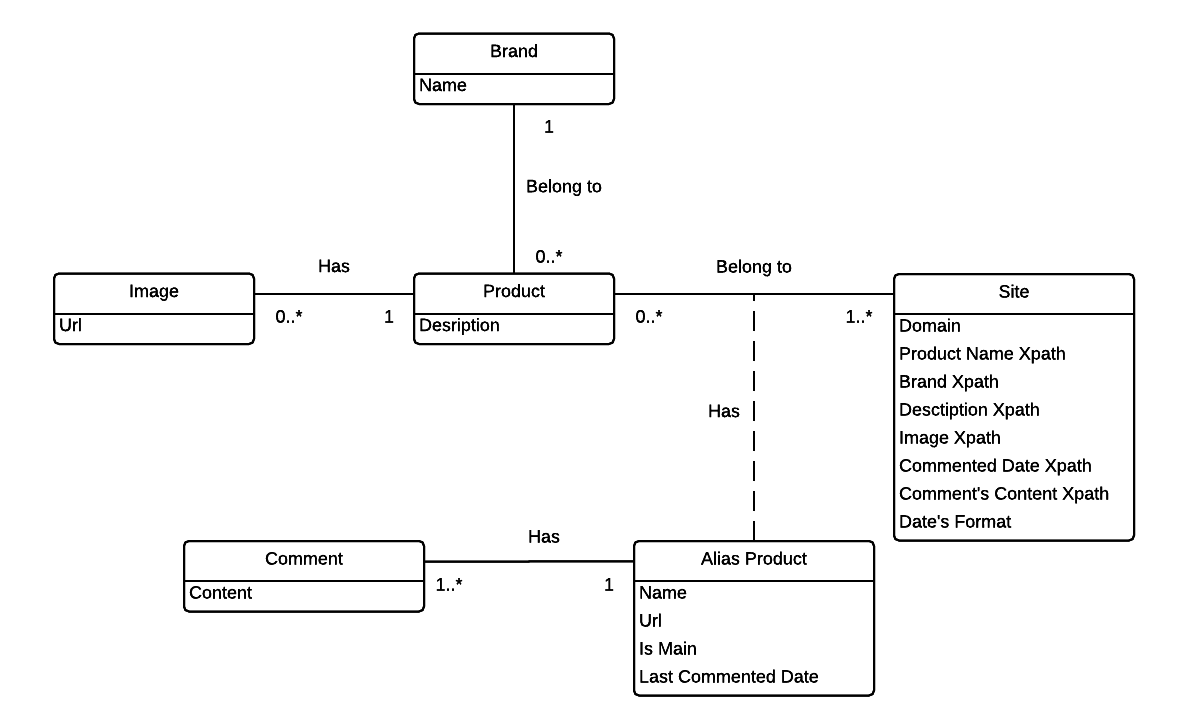 Brand
Name
1
Belong to
0..*
Has
Belong to
Image
Url
0..*
1
Product
Desription
0..*
1..*
Site
Domain
Product Name Xpath
Brand Xpath
Desctiption Xpath
Image Xpath
Commented Date Xpath
Comment's Content Xpath
Date's Format
Has
Has
Comment
Content
1..*
1
Alias Product
Name
Url
Is Main
Last Commented Date